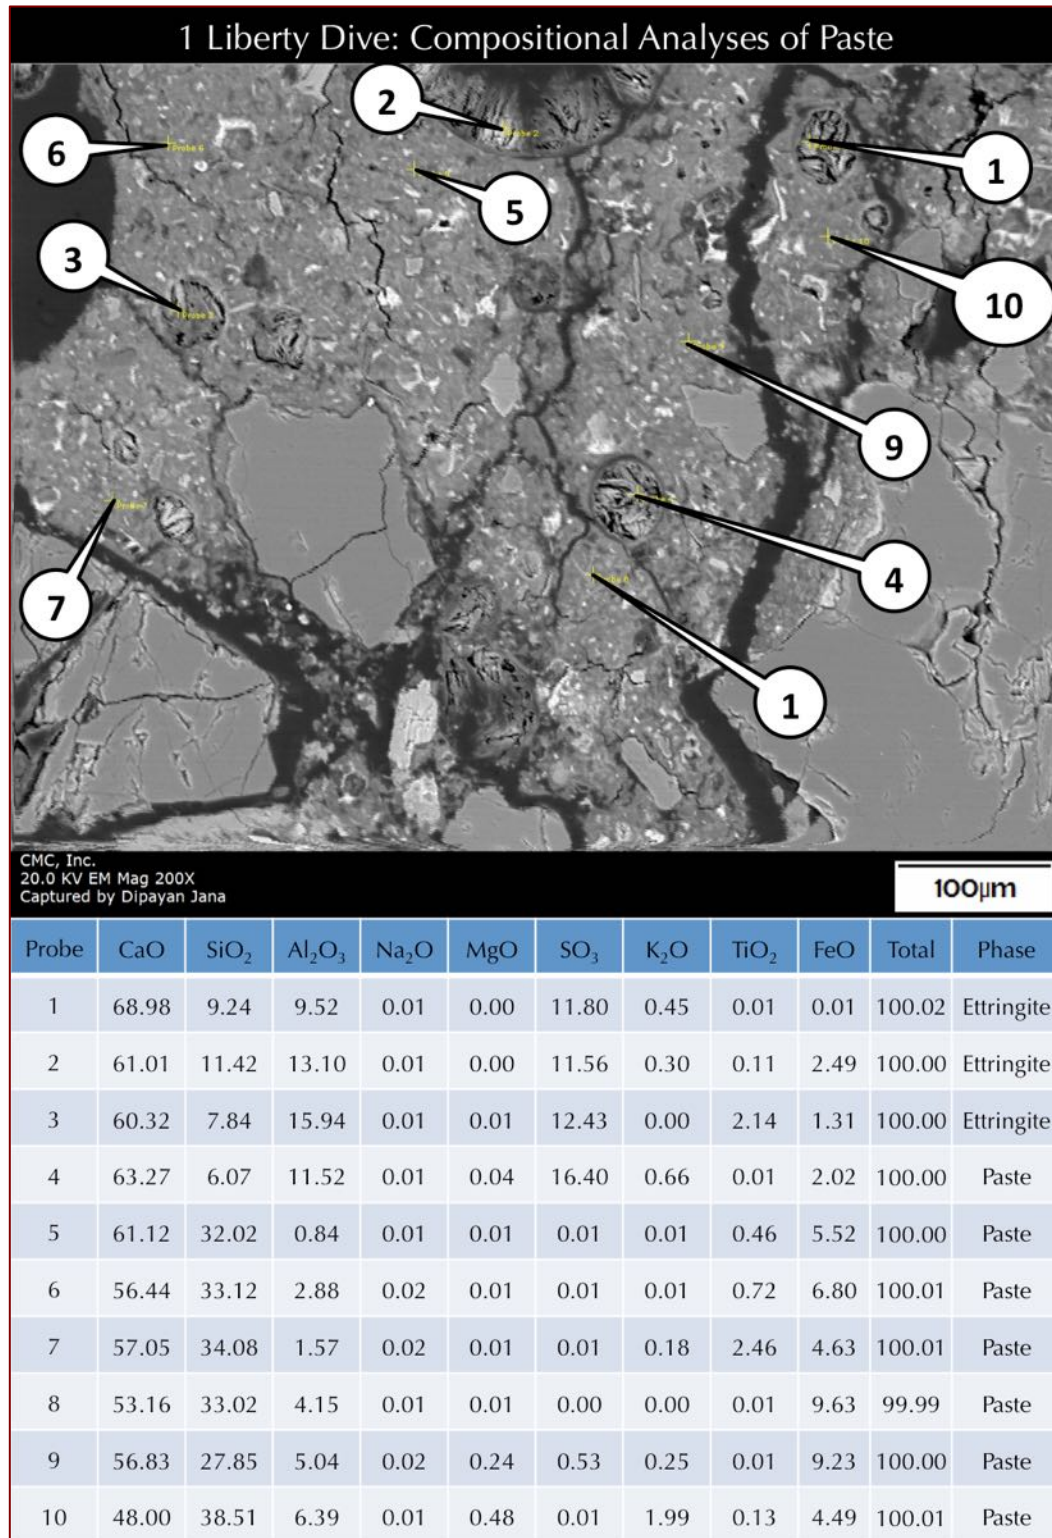 1 Liberty Dive: Compositional Analyses of Paste
2
Probe 2
6
Probe 6
1
5
3
Probe 3
10
9
4
7
Probe 7
1
CMC, Inc.
20.0 KV EM Mag 200X
Captured by Dipayan Jana
100µm
Probe CaO SiO₂ Al₂O₃ Na₂O MgO SO₃ K₂O TiO₂ FeO Total Phase
1 68.98 9.24 9.52 0.01 0.00 11.80 0.45 0.01 0.01 100.02 Ettringite
2 61.01 11.42 13.10 0.01 0.00 11.56 0.30 0.11 2.49 100.00 Ettringite
3 60.32 7.84 15.94 0.01 0.01 12.43 0.00 2.14 1.31 100.00 Ettringite
4 63.27 6.07 11.52 0.01 0.04 16.40 0.66 0.01 2.02 100.00 Paste
5 61.12 32.02 0.84 0.01 0.01 0.01 0.01 0.46 5.52 100.00 Paste
6 56.44 33.12 2.88 0.02 0.01 0.01 0.01 0.72 6.80 100.01 Paste
7 57.05 34.08 1.57 0.02 0.01 0.01 0.18 2.46 4.63 100.01 Paste
8 53.16 33.02 4.15 0.01 0.01 0.00 0.00 0.01 9.63 99.99 Paste
9 56.83 27.85 5.04 0.02 0.24 0.53 0.25 0.01 9.23 100.00 Paste
10 48.00 38.51 6.39 0.01 0.48 0.01 1.99 0.13 4.49 100.01 Paste